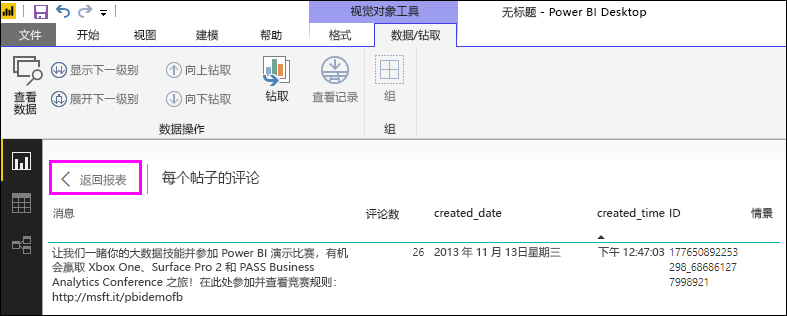 视觉对象工具
无标题 - Power BI Desktop
文件 开始 视图 建模 帮助 格式 数据/钻取
查看数据
显示下一级别
展开下一级别
向上钻取
向下钻取
钻取
查看记录
组
数据操作
组
返回报表 每个帖子的评论
消息 评论数 created_date created_time ID 情景
让我们一睹你的大数据技能并参加 Power BI 演示比赛，有机 26 2013 年 11 月 13日星期三 下午 12:47:03 177650892253
会赢取 Xbox One、Surface Pro 2 和 PASS Business 298_68686127
Analytics Conference 之旅！在此处参加并查看竞赛规则: 7998921
http://msft.it/pbidemofb